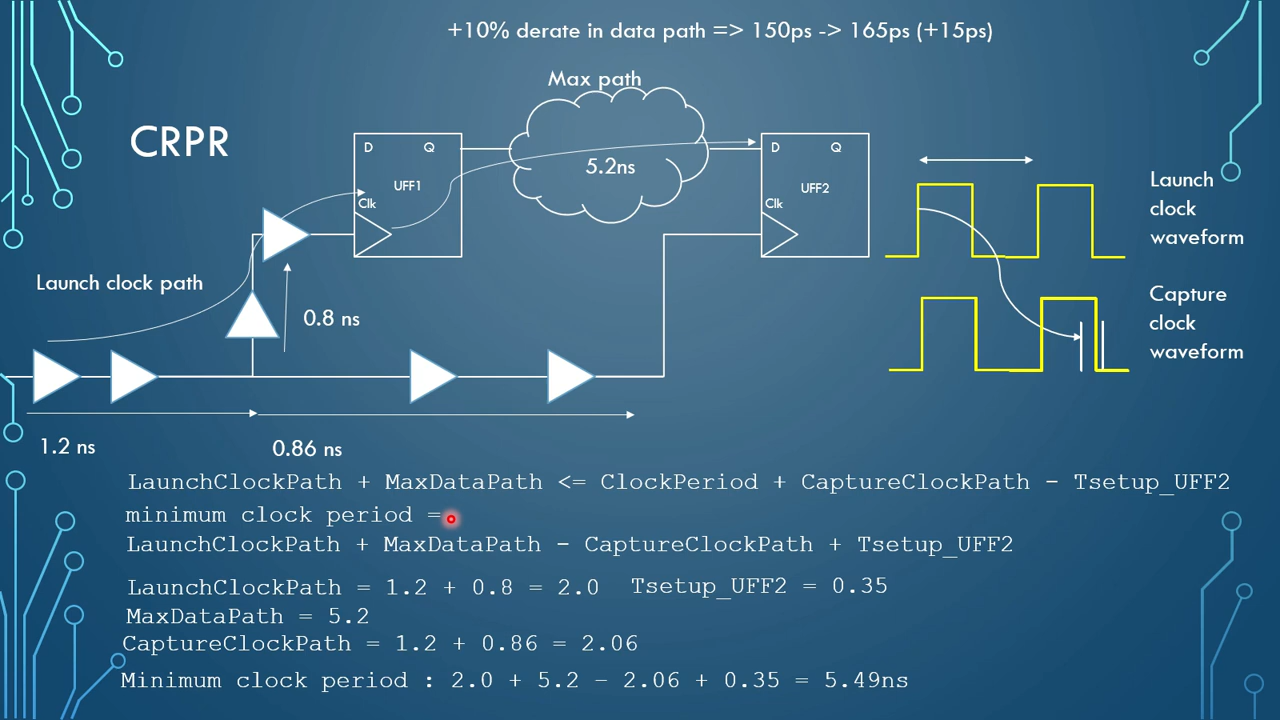 +10% derate in data path => 150ps -> 165ps (+15ps)
Max path
CRPR
D Q
UFF1
Clk
5.2ns
D Q
UFF2
Clk
Launch
clock
waveform
Launch clock path
Capture
clock
waveform
0.8 ns
1.2 ns
0.86 ns
LaunchClockPath + MaxDataPath <= ClockPeriod + CaptureClockPath – Tsetup_UFF2
minimum clock period =
LaunchClockPath + MaxDataPath – CaptureClockPath + Tsetup_UFF2
LaunchClockPath = 1.2 + 0.8 = 2.0 Tsetup_UFF2 = 0.35
MaxDataPath = 5.2
CaptureClockPath = 1.2 + 0.86 = 2.06
Minimum clock period : 2.0 + 5.2 – 2.06 + 0.35 = 5.49ns